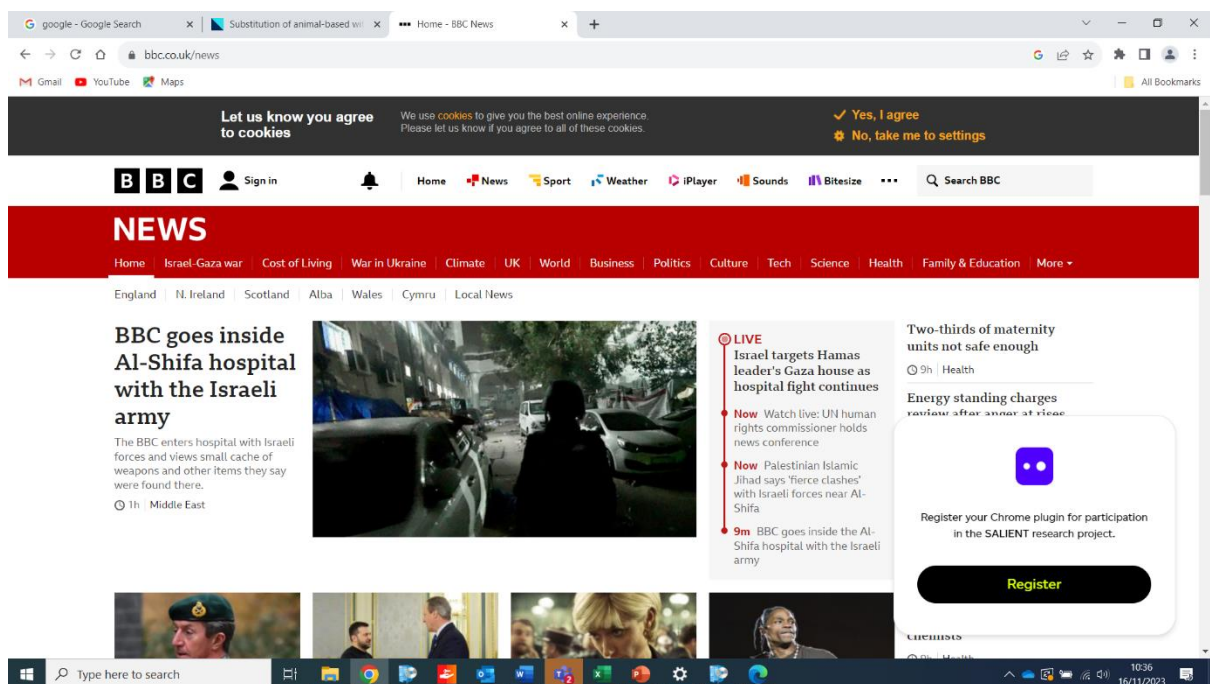 google - Google Search
Substitution of animal-based wi
Home - BBC News
bbc.co.uk/news
Gmail
YouTube
Maps
All Bookmarks
Let us know you agree
to cookies
We use cookies to give you the best online experience.
Please let us know if you agree to all of these cookies.
Yes, I agree
No, take me to settings
BBC
Sign in
Home News Sport Weather iPlayer Sounds Bitesize
Search BBC
NEWS
Home Israel-Gaza war Cost of Living War in Ukraine Climate UK World Business Politics Culture Tech Science Health Family & Education More
England N. Ireland Scotland Alba Wales Cymru Local News
BBC goes inside
Al-Shifa hospital
with the Israeli
army
The BBC enters hospital with Israeli
forces and views small cache of
weapons and other items they say
were found there.
1h Middle East
LIVE
Israel targets Hamas
leader's Gaza house as
hospital fight continues
Now Watch live: UN human
rights commissioner holds
news conference
Now Palestinian Islamic
Jihad says 'fierce clashes'
with Israeli forces near Al-
Shifa
9m BBC goes inside the Al-
Shifa hospital with the Israeli
army
Two-thirds of maternity
units not safe enough
9h Health
Energy standing charges
review after anger at rises
Register your Chrome plugin for participation
in the SALIENT research project.
Register
chemists
9h Health
Type here to search
10:36
16/11/2023